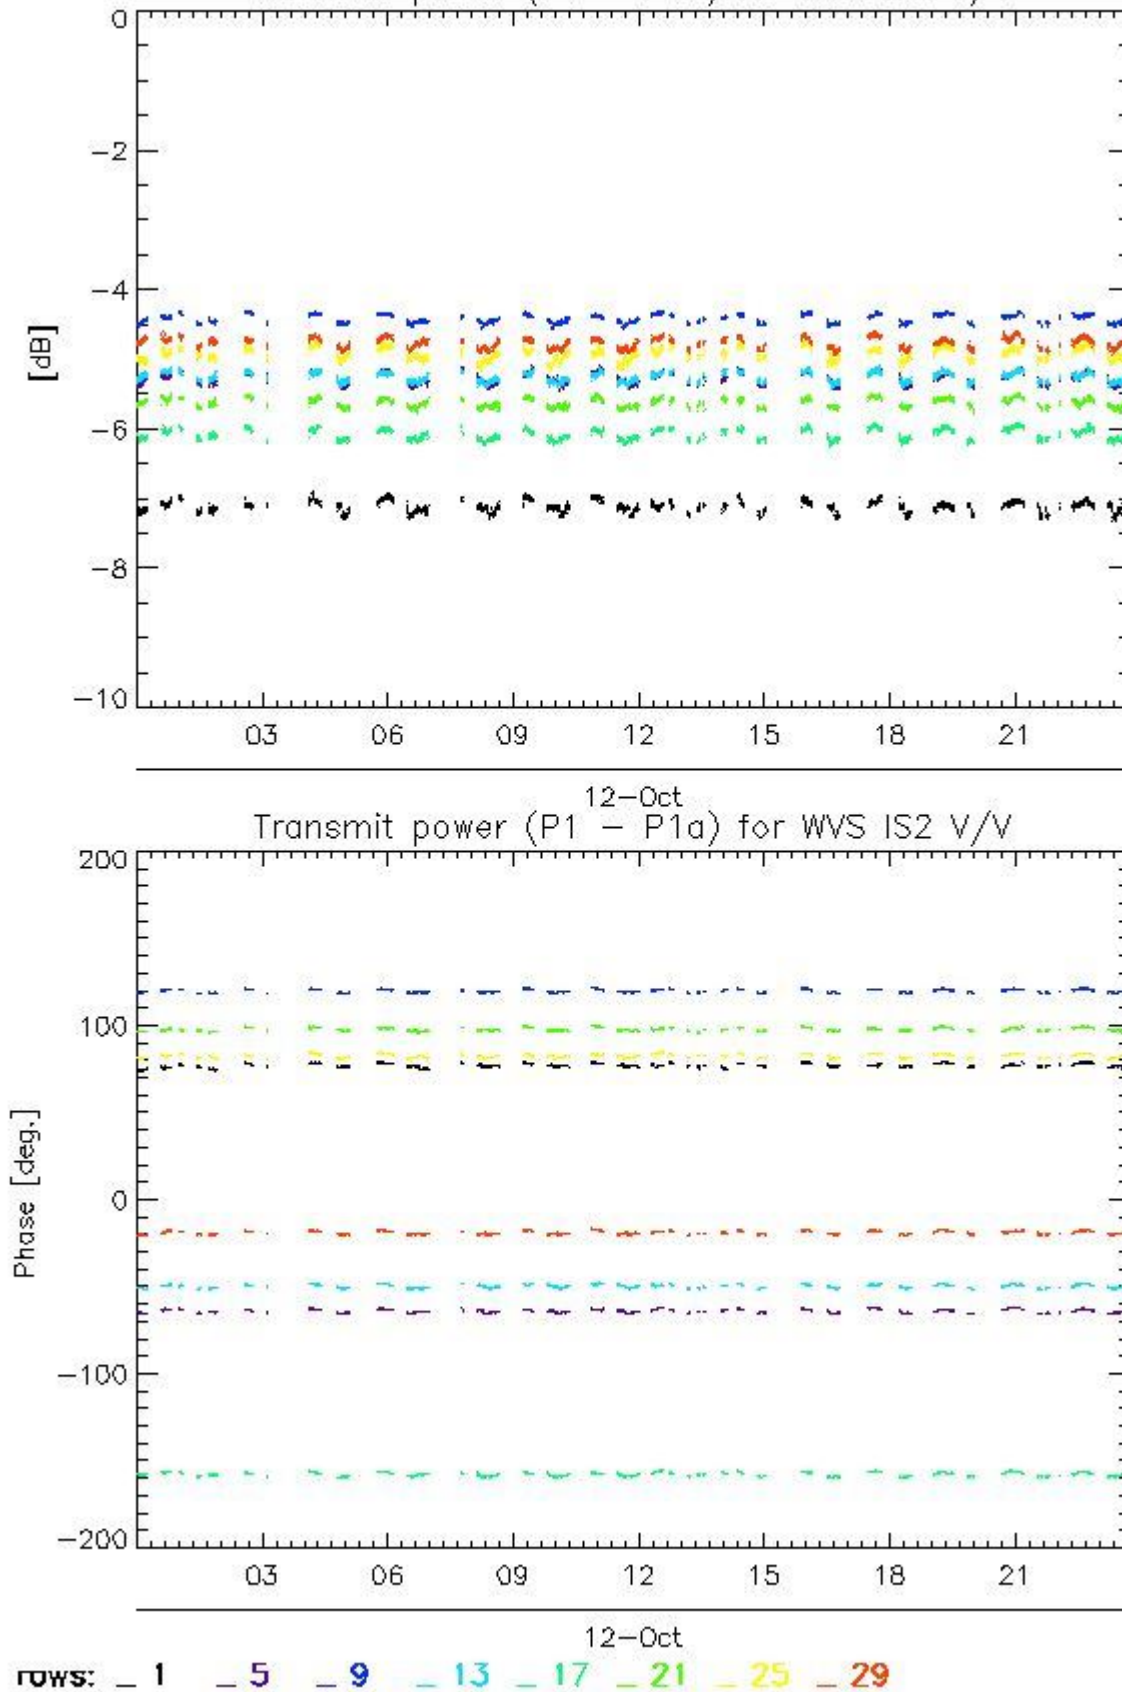 0
-2
-4
[dB]
-6
-8
-10
03 06 09 12 15 18 21
12-Oct
Transmit power (P1 - P1a) for WVS IS2 V/V
200
100
0
Phase [deg.]
-100
-200
03 06 09 12 15 18 21
12-Oct
rows: _ 1 _ 5 _ 9 _ 13 _ 17 _ 21 _ 25 _ 29